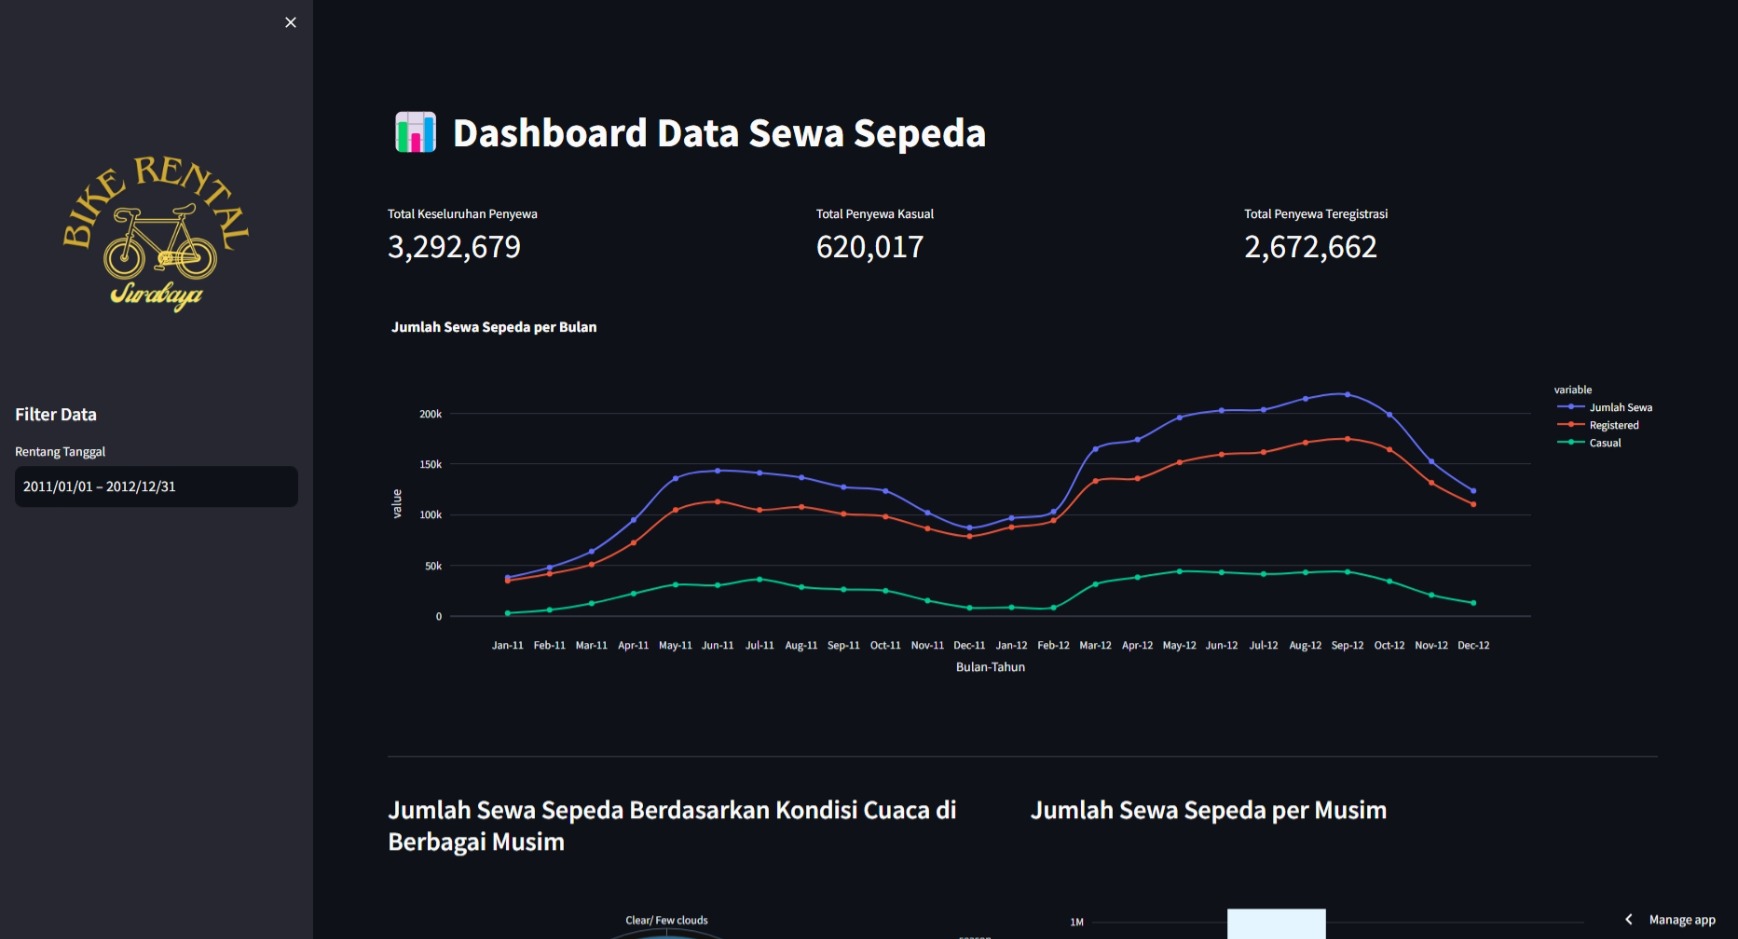 ×
BIKE RENTAL
Surabaya
Filter Data
Rentang Tanggal
2011/01/01 – 2012/12/31
Dashboard Data Sewa Sepeda
Total Keseluruhan Penyewa
3,292,679
Total Penyewa Kasual
620,017
Total Penyewa Teregistrasi
2,672,662
Jumlah Sewa Sepeda per Bulan
variable
Jumlah Sewa
Registered
Casual
value
200k
150k
100k
50k
0
Jan-11 Feb-11 Mar-11 Apr-11 May-11 Jun-11 Jul-11 Aug-11 Sep-11 Oct-11 Nov-11 Dec-11 Jan-12 Feb-12 Mar-12 Apr-12 May-12 Jun-12 Jul-12 Aug-12 Sep-12 Oct-12 Nov-12 Dec-12
Bulan-Tahun
Jumlah Sewa Sepeda Berdasarkan Kondisi Cuaca di
Berbagai Musim
Clear/ Few clouds
Jumlah Sewa Sepeda per Musim
1M
Manage app